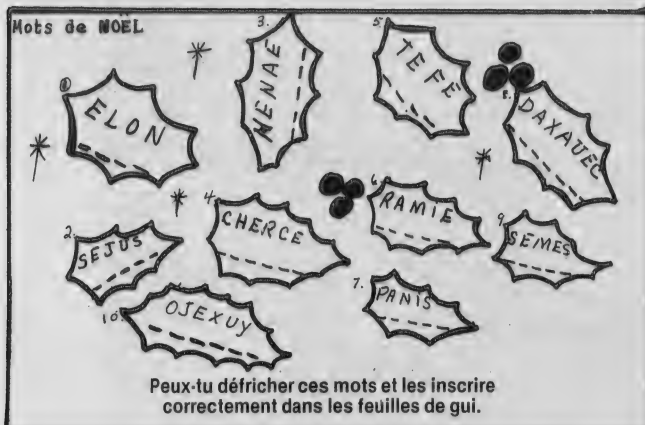 Mots de NOËL
1. ELON
2. SEJUS
3. NENAE
4. CHERCE
5. TEFE
6. RAMIE
7. PANIS
8. DAXAUEC
9. SEMES
10. OJEXUY
Peux-tu défricher ces mots et les inscrire
correctement dans les feuilles de gui.